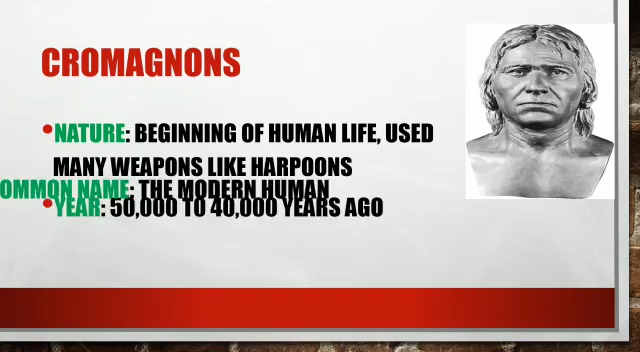 CROMAGNONS
NATURE: BEGINNING OF HUMAN LIFE, USED
MANY WEAPONS LIKE HARPOONS
OMMON NAME: THE MODERN HUMAN
YEAR: 50,000 TO 40,000 YEARS AGO